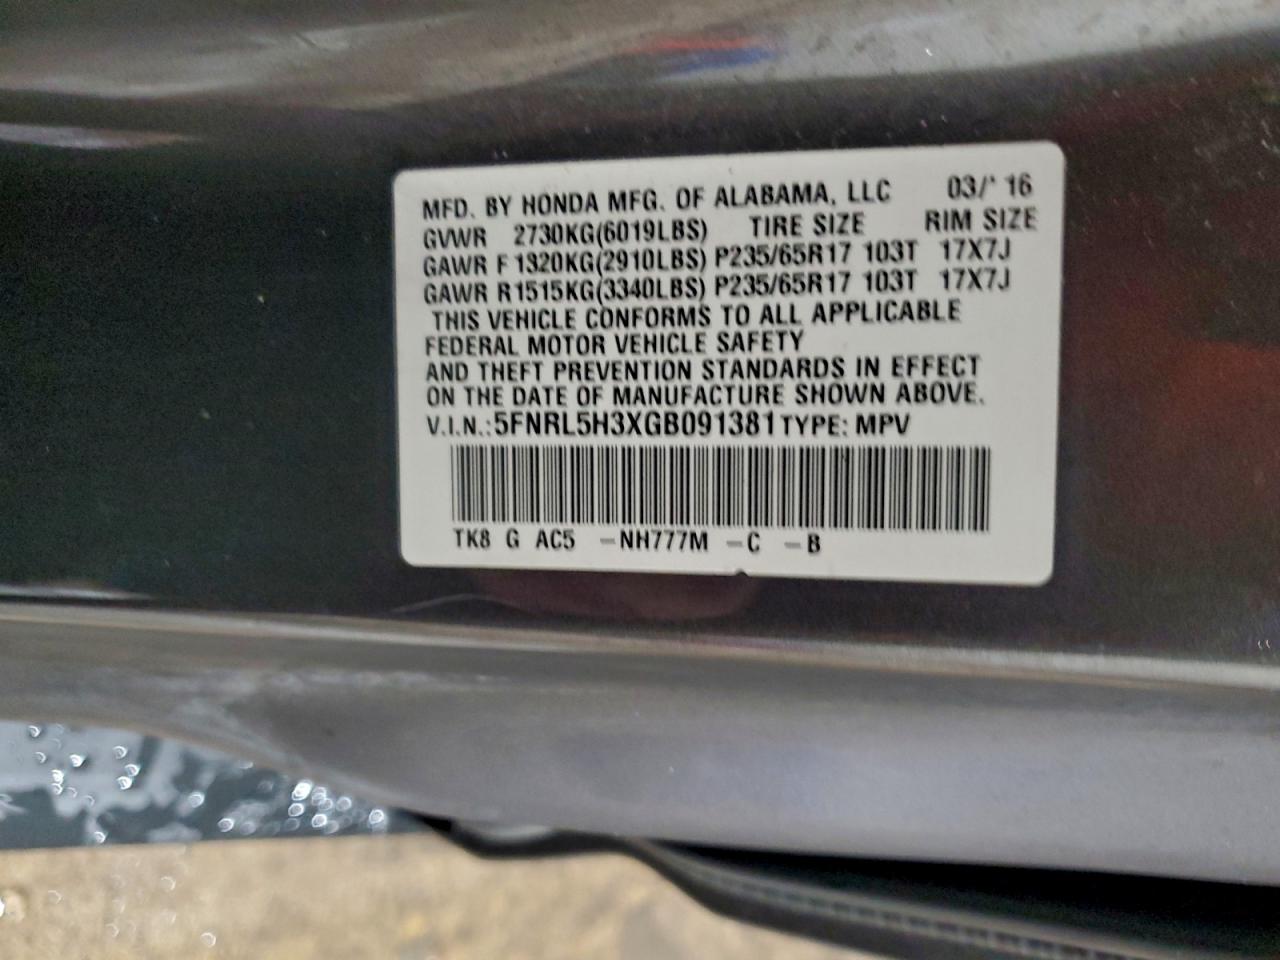 MFD. BY HONDA MFG. OF ALABAMA, LLC 03/'16
GVWR 2730KG(6019LBS) TIRE SIZE RIM SIZE
GAWR F 1320KG(2910LBS) P235/65R17 103T 17X7J
GAWR R1515KG(3340LBS) P235/65R17 103T 17X7J
THIS VEHICLE CONFORMS TO ALL APPLICABLE
FEDERAL MOTOR VEHICLE SAFETY
AND THEFT PREVENTION STANDARDS IN EFFECT
ON THE DATE OF MANUFACTURE SHOWN ABOVE.
V.I.N.:5FNRL5H3XGB091381TYPE: MPV
TK8 G AC5 -NH777M -C -B